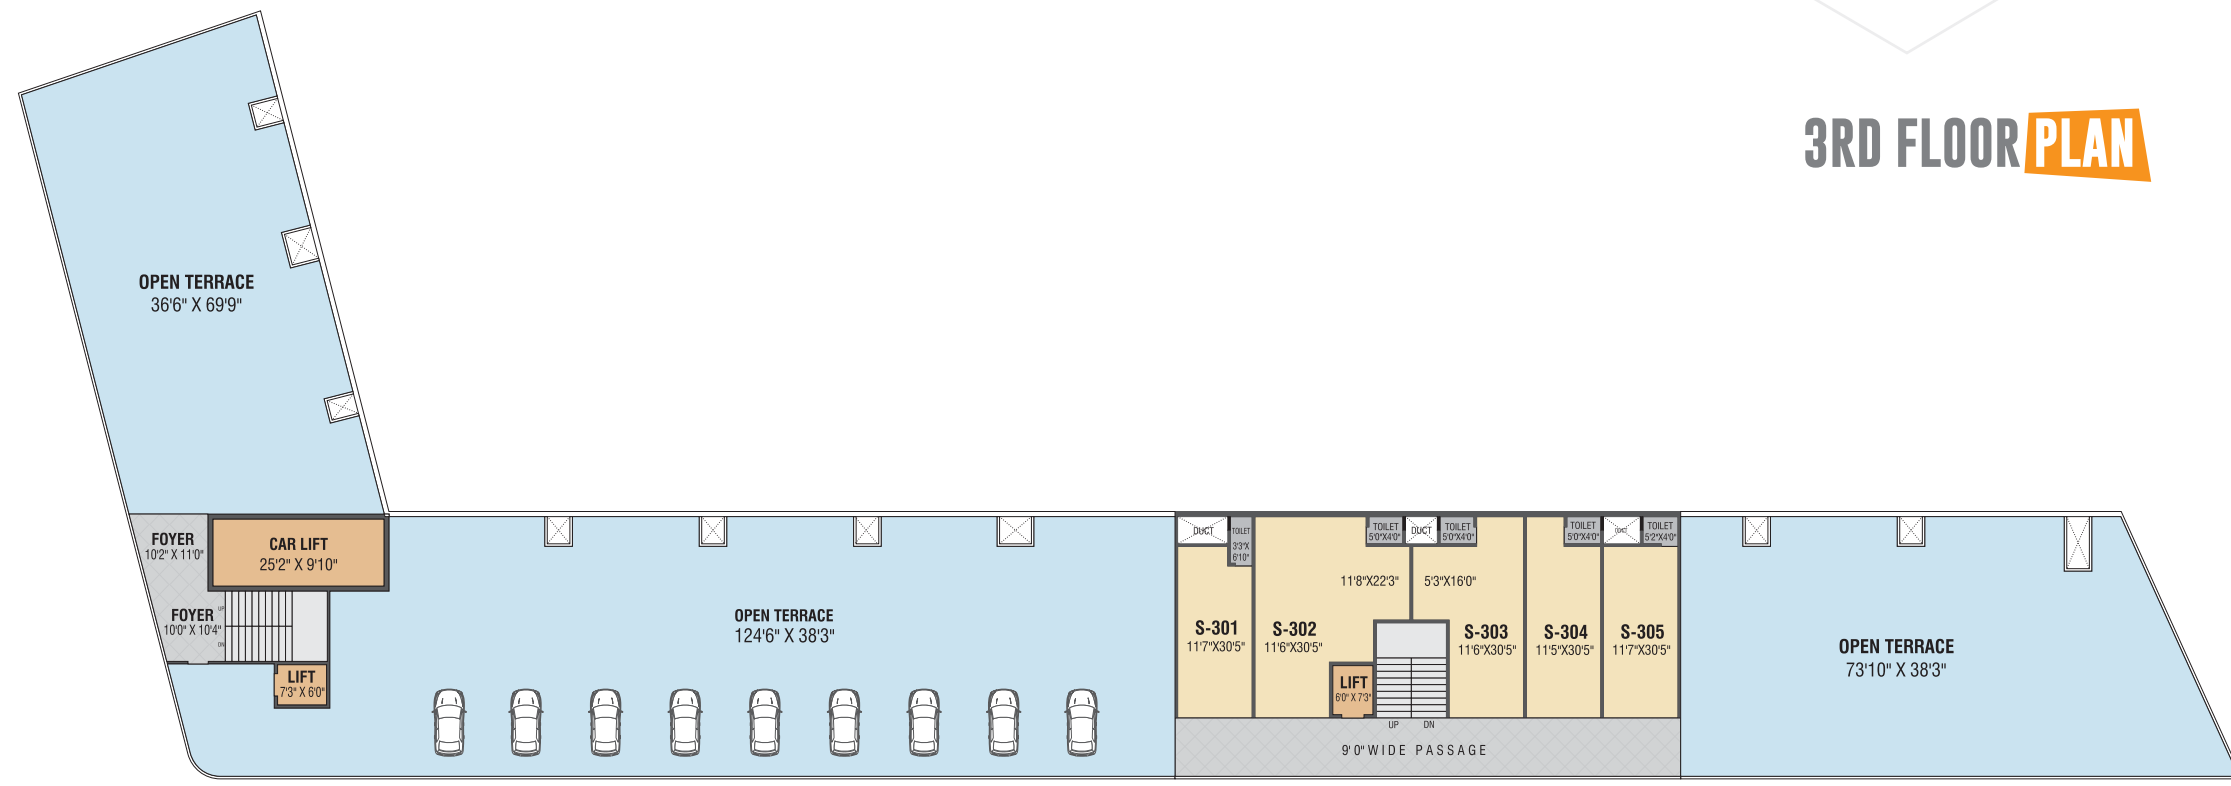 3RD FLOOR PLAN
OPEN TERRACE
36'6" X 69'9"
FOYER
10'2" X 11'0"
CAR LIFT
25'2" X 9'10"
FOYER
10'0" X 10'4"
UP
DN
LIFT
7'3" X 6'0"
OPEN TERRACE
124'6" X 38'3"
DUCT
TOILET
3'3"X
6'10"
S-301
11'7"X30'5"
TOILET
5'0"X4'0"
11'8"X22'3"
S-302
11'6"X30'5"
LIFT
6'0" X 7'3"
DUCT
TOILET
5'0"X4'0"
5'3"X16'0"
S-303
11'6"X30'5"
UP
DN
TOILET
5'0"X4'0"
S-304
11'5"X30'5"
DUCT
TOILET
5'2"X4'0"
S-305
11'7"X30'5"
9'0" WIDE PASSAGE
OPEN TERRACE
73'10" X 38'3"